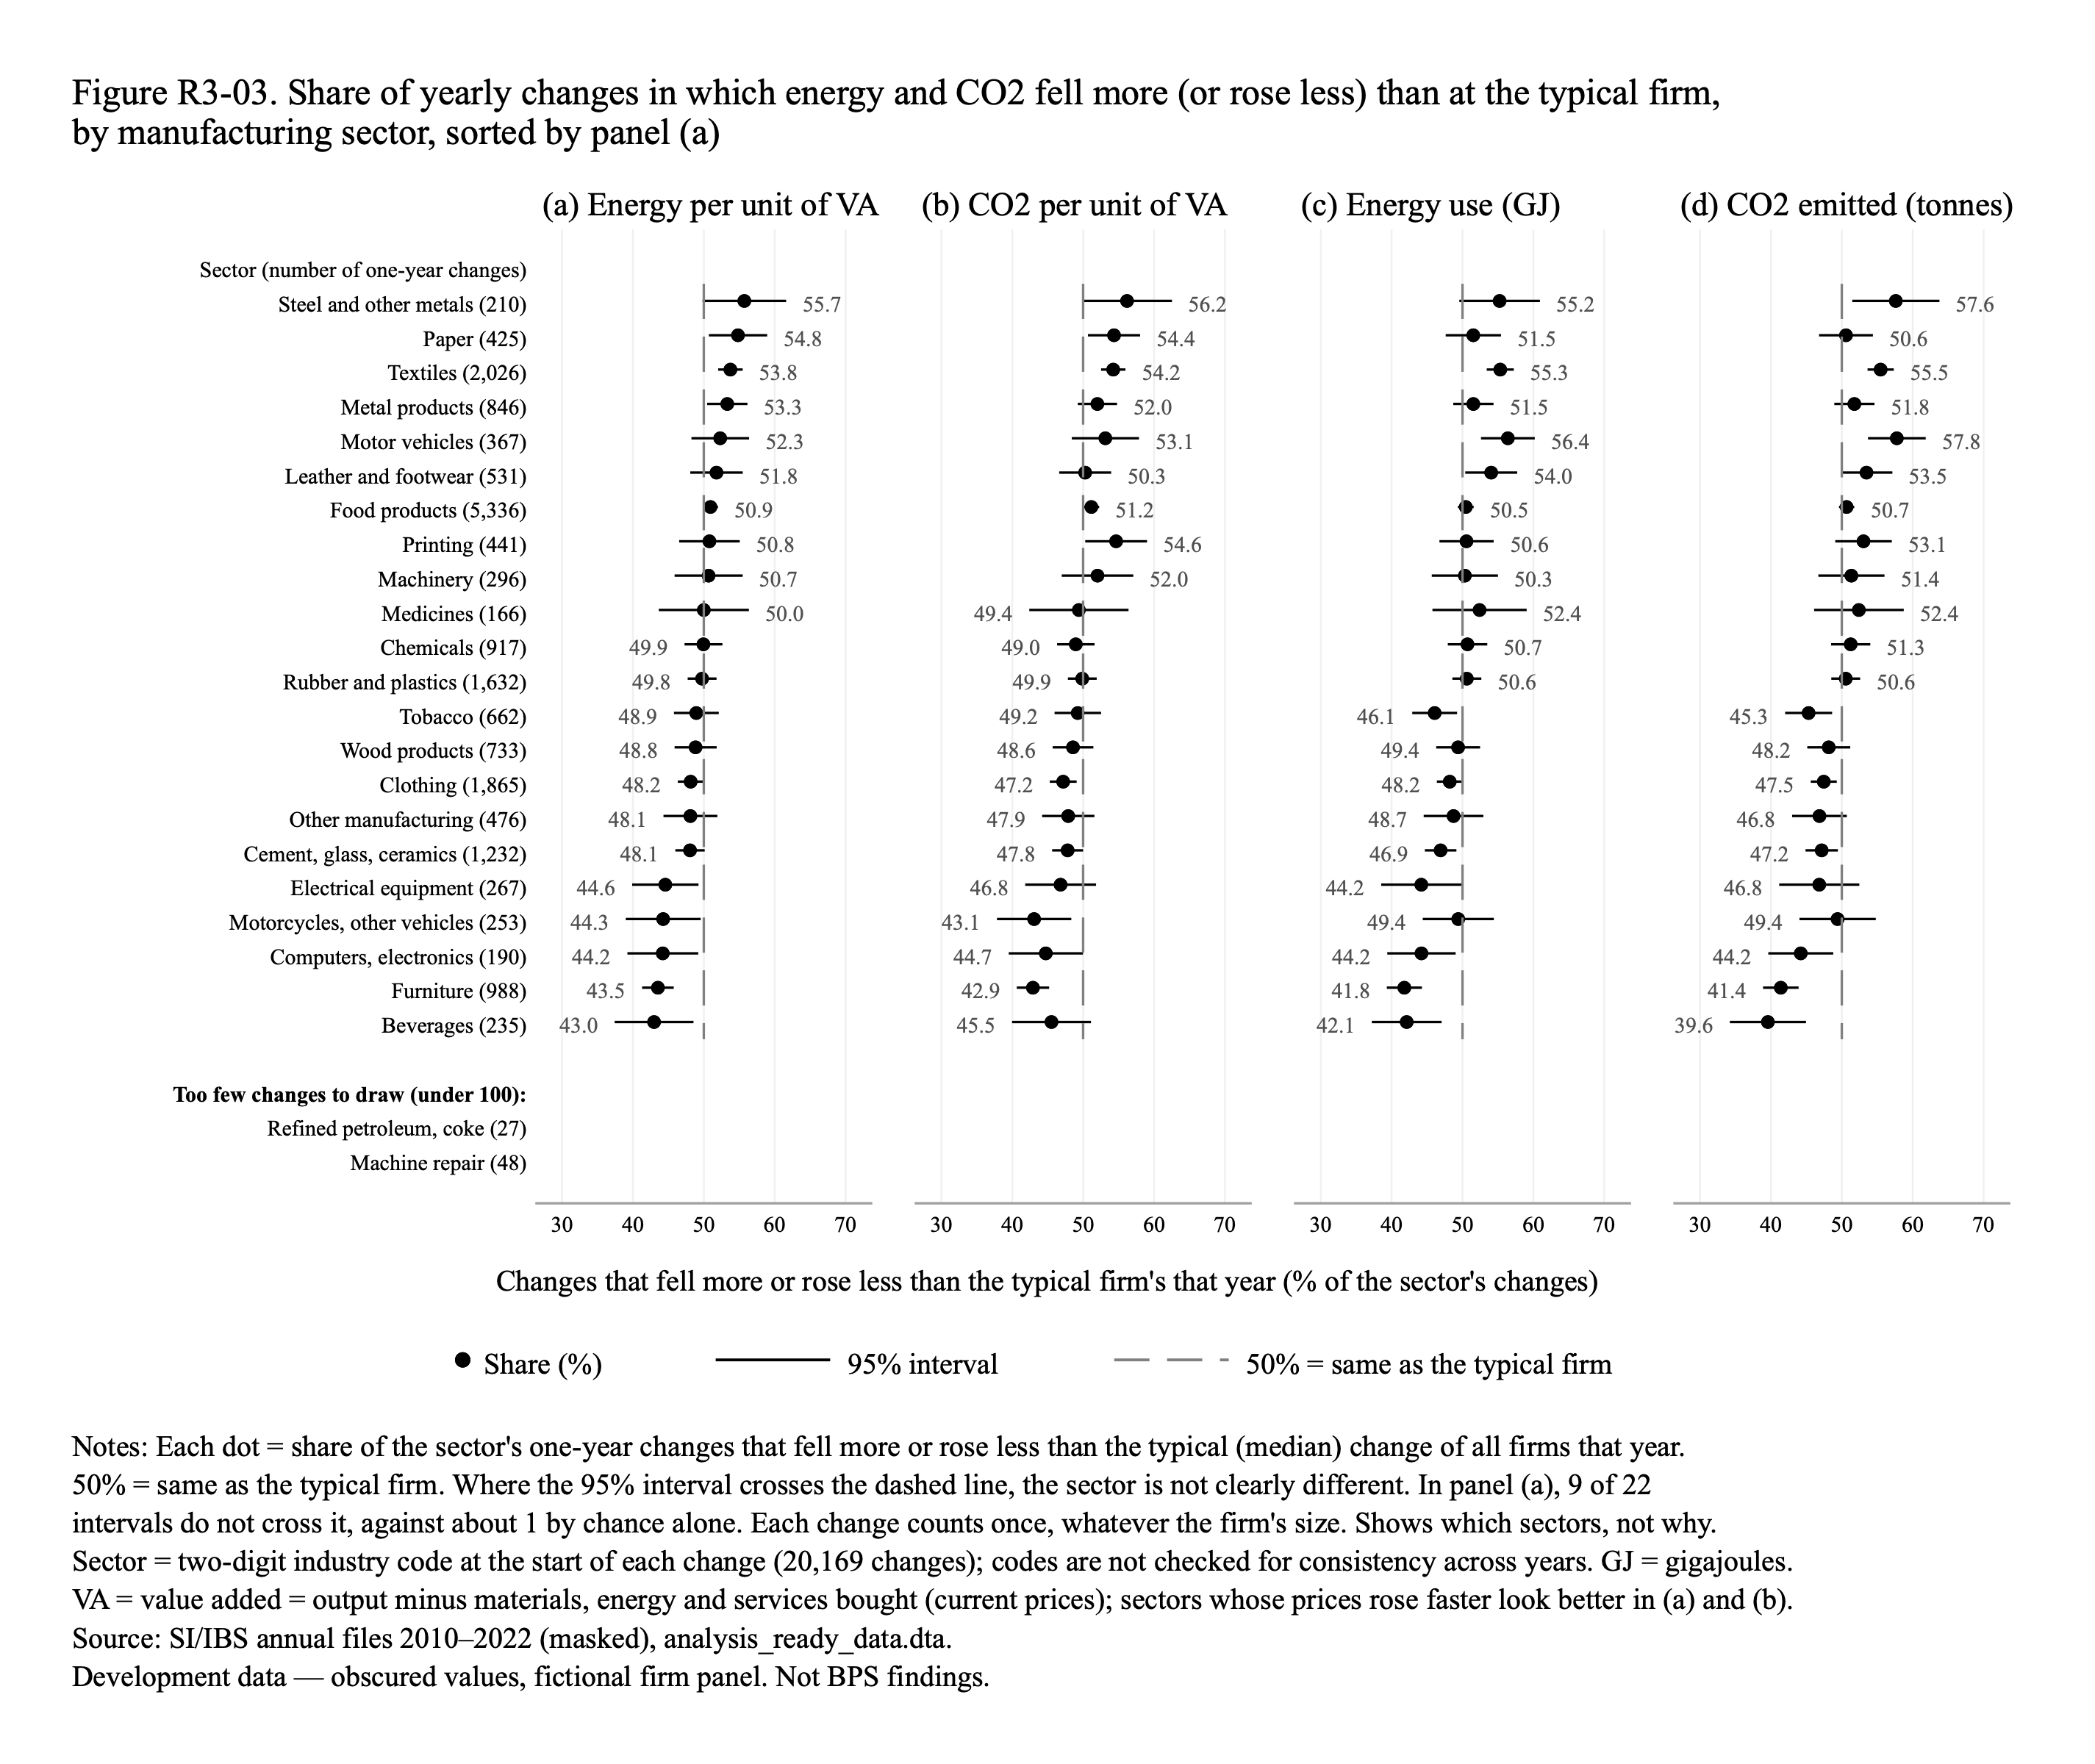 Figure R3-03. Share of yearly changes in which energy and CO2 fell more (or rose less) than at the typical firm,
by manufacturing sector, sorted by panel (a)
(a) Energy per unit of VA (b) CO2 per unit of VA (c) Energy use (GJ) (d) CO2 emitted (tonnes)
Sector (number of one-year changes)
Steel and other metals (210) 55.7 56.2 55.2 57.6
Paper (425) 54.8 54.4 51.5 50.6
Textiles (2,026) 53.8 54.2 55.3 55.5
Metal products (846) 53.3 52.0 51.5 51.8
Motor vehicles (367) 52.3 53.1 56.4 57.8
Leather and footwear (531) 51.8 50.3 54.0 53.5
Food products (5,336) 50.9 51.2 50.5 50.7
Printing (441) 50.8 54.6 50.6 53.1
Machinery (296) 50.7 52.0 50.3 51.4
Medicines (166) 50.0 49.4 52.4 52.4
Chemicals (917) 49.9 49.0 50.7 51.3
Rubber and plastics (1,632) 49.8 49.9 50.6 50.6
Tobacco (662) 48.9 49.2 46.1 45.3
Wood products (733) 48.8 48.6 49.4 48.2
Clothing (1,865) 48.2 47.2 48.2 47.5
Other manufacturing (476) 48.1 47.9 48.7 46.8
Cement, glass, ceramics (1,232) 48.1 47.8 46.9 47.2
Electrical equipment (267) 44.6 46.8 44.2 46.8
Motorcycles, other vehicles (253) 44.3 43.1 49.4 49.4
Computers, electronics (190) 44.2 44.7 44.2 44.2
Furniture (988) 43.5 42.9 41.8 41.4
Beverages (235) 43.0 45.5 42.1 39.6
Too few changes to draw (under 100):
Refined petroleum, coke (27)
Machine repair (48)
30 40 50 60 70 30 40 50 60 70 30 40 50 60 70 30 40 50 60 70
Changes that fell more or rose less than the typical firm's that year (% of the sector's changes)
Share (%) 95% interval 50% = same as the typical firm
Notes: Each dot = share of the sector's one-year changes that fell more or rose less than the typical (median) change of all firms that year.
50% = same as the typical firm. Where the 95% interval crosses the dashed line, the sector is not clearly different. In panel (a), 9 of 22
intervals do not cross it, against about 1 by chance alone. Each change counts once, whatever the firm's size. Shows which sectors, not why.
Sector = two-digit industry code at the start of each change (20,169 changes); codes are not checked for consistency across years. GJ = gigajoules.
VA = value added = output minus materials, energy and services bought (current prices); sectors whose prices rose faster look better in (a) and (b).
Source: SI/IBS annual files 2010–2022 (masked), analysis_ready_data.dta.
Development data — obscured values, fictional firm panel. Not BPS findings.